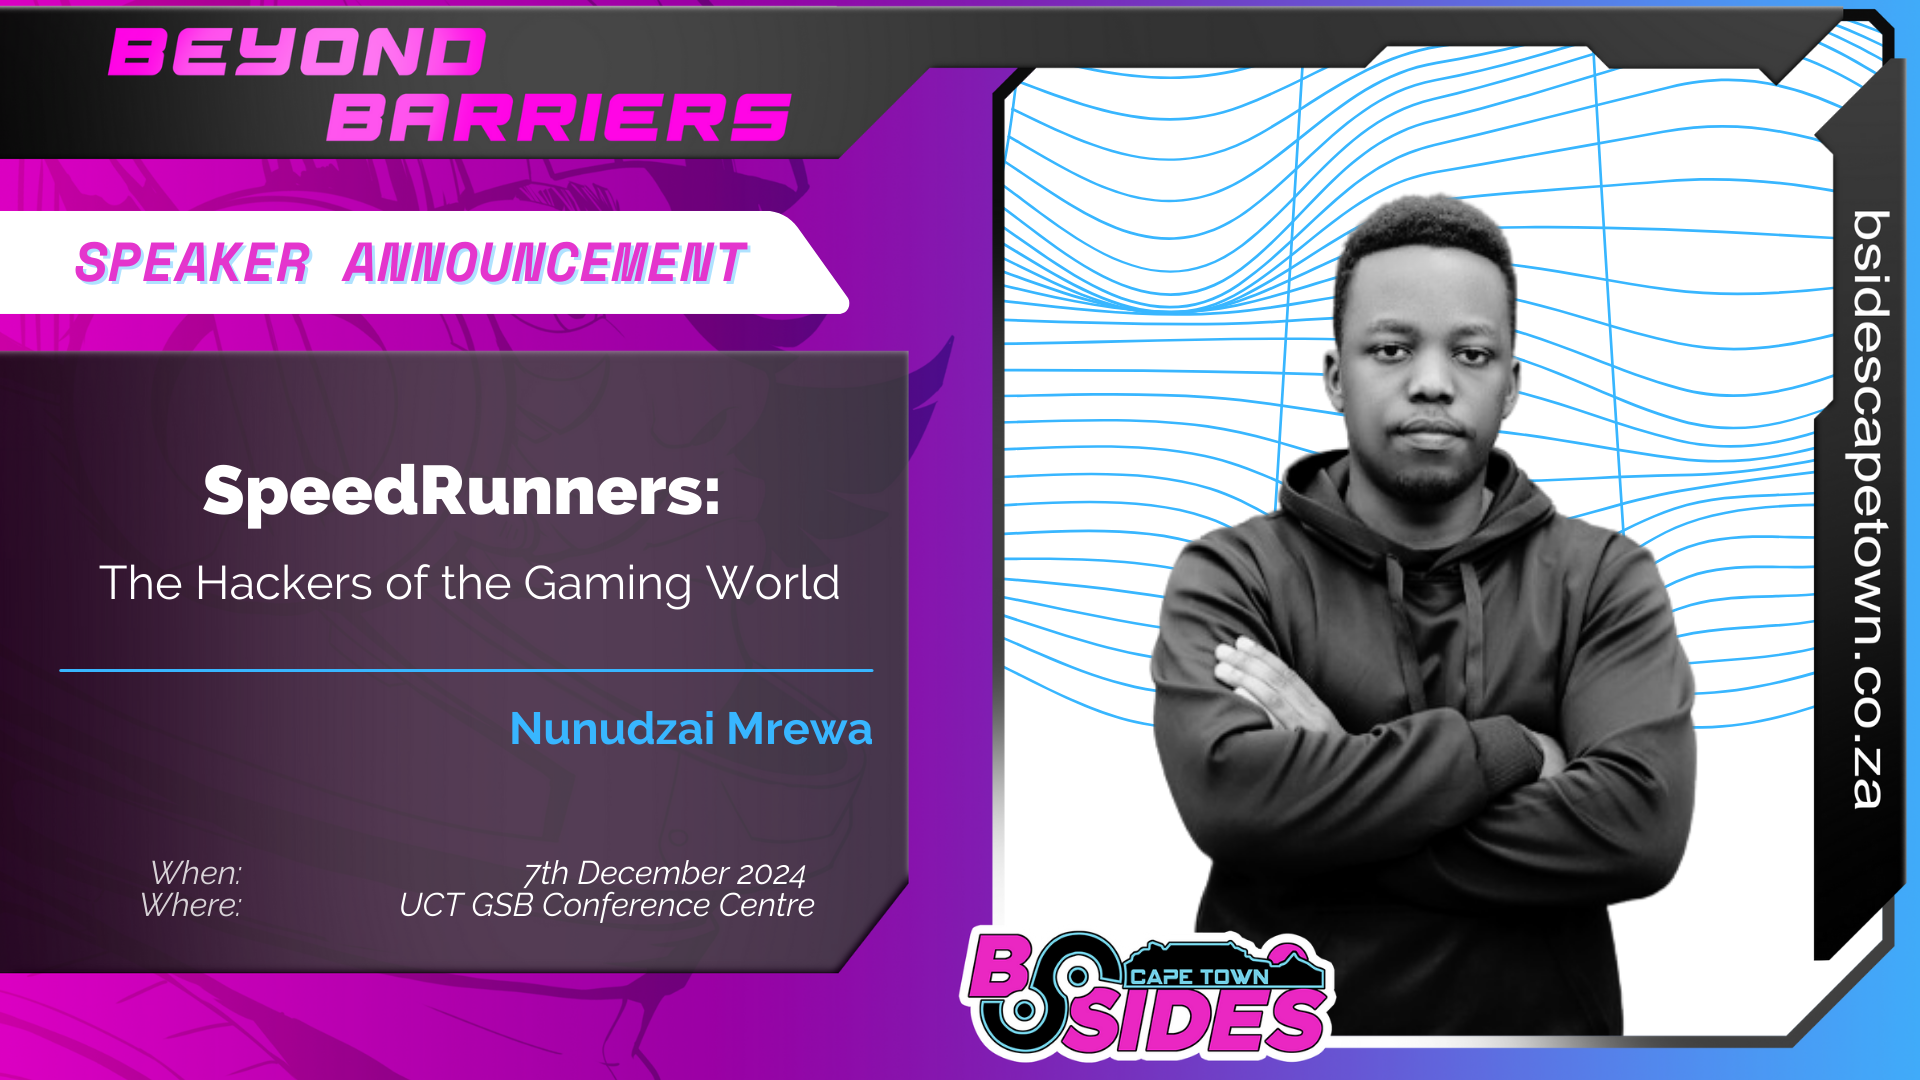 BEYOND
BARRIERS
SPEAKER ANNOUNCEMENT
SpeedRunners:
The Hackers of the Gaming World
Nunudzai Mrewa
When: 7th December 2024
Where: UCT GSB Conference Centre
bsidescapetown.co.za
B
CAPE TOWN
SIDES